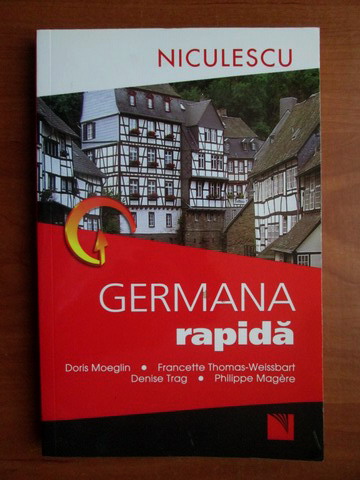 NICULESCU
GERMANA
rapidă
Doris Moeglin • Francette Thomas-Weissbart
Denise Trag • Philippe Magère